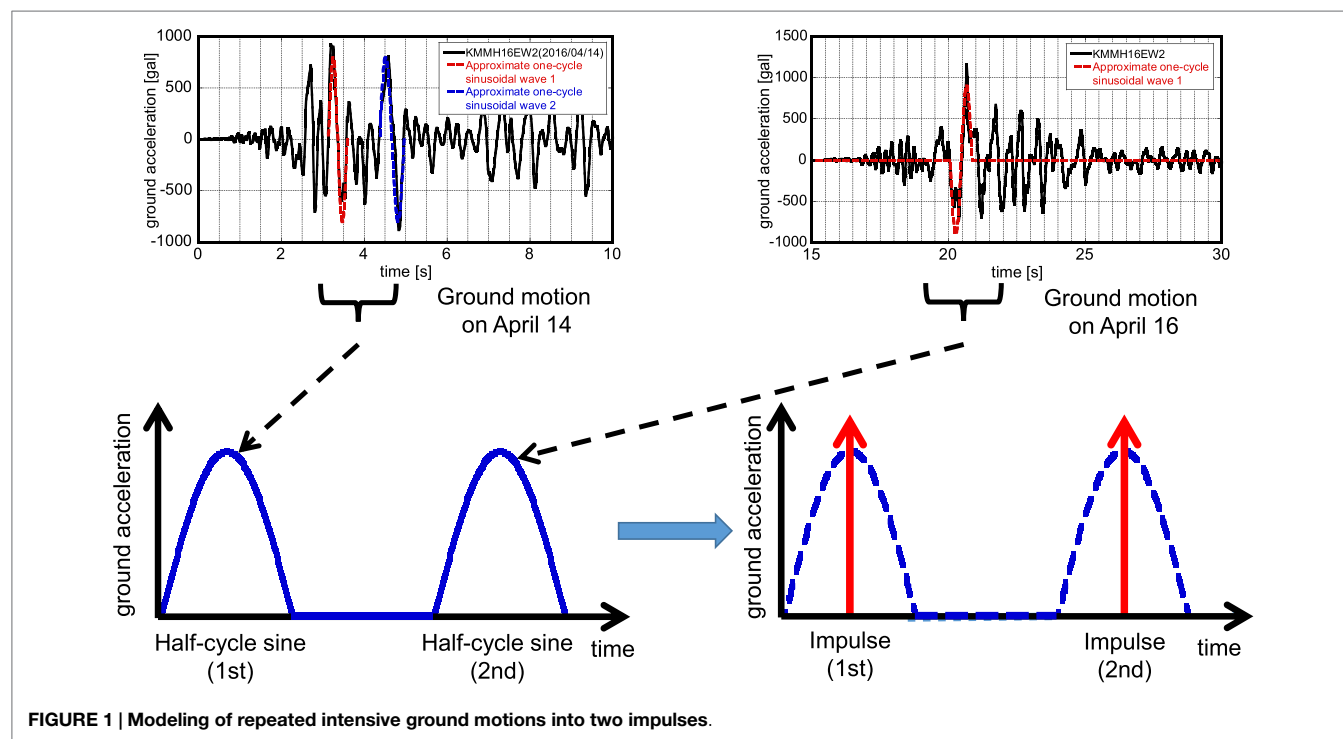 1000
500
0
-500
-1000
ground acceleration [gal]
KMMH16EW2(2016/04/14)
Approximate one-cycle
sinusoidal wave 1
Approximate one-cycle
sinusoidal wave 2
0 2 4 6 8 10
time [s]
1500
1000
500
0
-500
-1000
ground acceleration [gal]
KMMH16EW2
Approximate one-cycle
sinusoidal wave 1
15 20 25 30
time [s]
Ground motion
on April 14
Ground motion
on April 16
ground acceleration
Half-cycle sine
(1st)
Half-cycle sine
(2nd)
time
ground acceleration
Impulse
(1st)
Impulse
(2nd)
time
FIGURE 1 | Modeling of repeated intensive ground motions into two impulses.